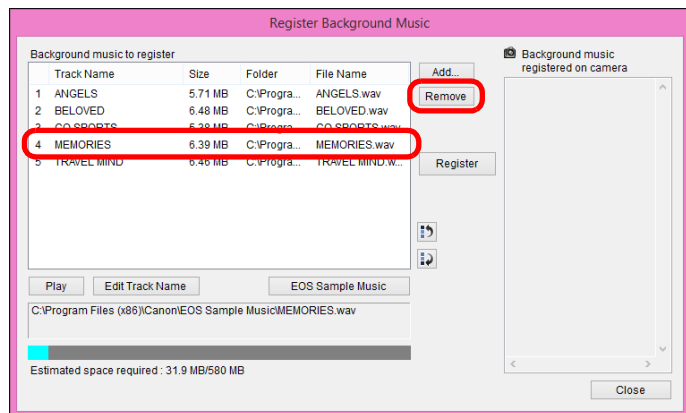 Register Background Music
Background music to register
Track Name Size Folder File Name
1 ANGELS 5.71 MB C:\Progra... ANGELS.wav
2 BELOVED 6.48 MB C:\Progra... BELOVED.wav
3 GO SPORTS 5.38 MB C:\Progra... GO SPORTS.wav
4 MEMORIES 6.39 MB C:\Progra... MEMORIES.wav
5 TRAVEL MIND 6.46 MB C:\Progra... TRAVEL MIND.w...
Add...
Remove
Register
Background music
registered on camera
Play Edit Track Name EOS Sample Music
C:\Program Files (x86)\Canon\EOS Sample Music\MEMORIES.wav
Estimated space required : 31.9 MB/580 MB
Close